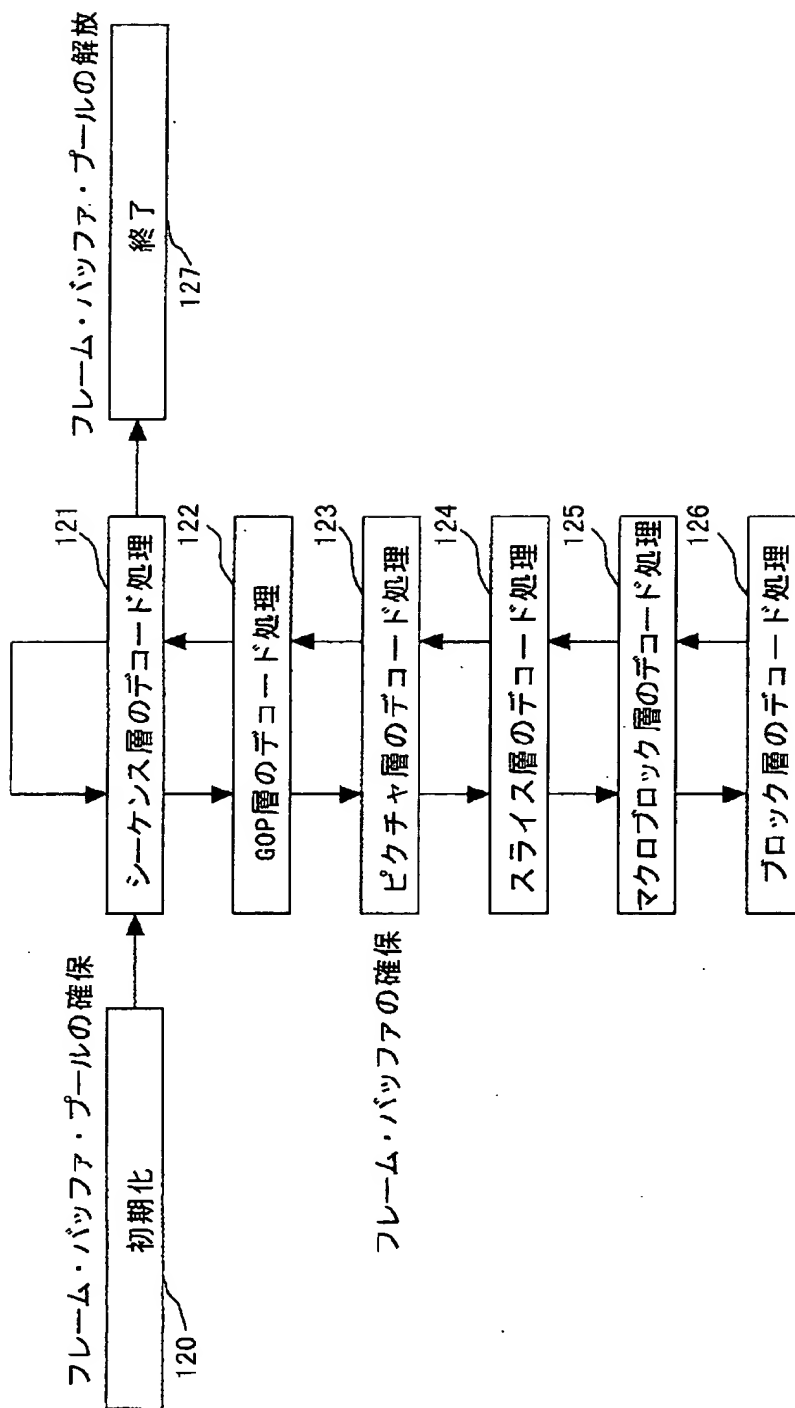 フレーム・バッファ・プールの確保
初期化
120
フレーム・バッファ・プールの解放
終了
127
121
シーケンス層のデコード処理
122
GOP層のデコード処理
フレーム・バッファの確保
123
ピクチャ層のデコード処理
124
スライス層のデコード処理
125
マクロブロック層のデコード処理
126
ブロック層のデコード処理